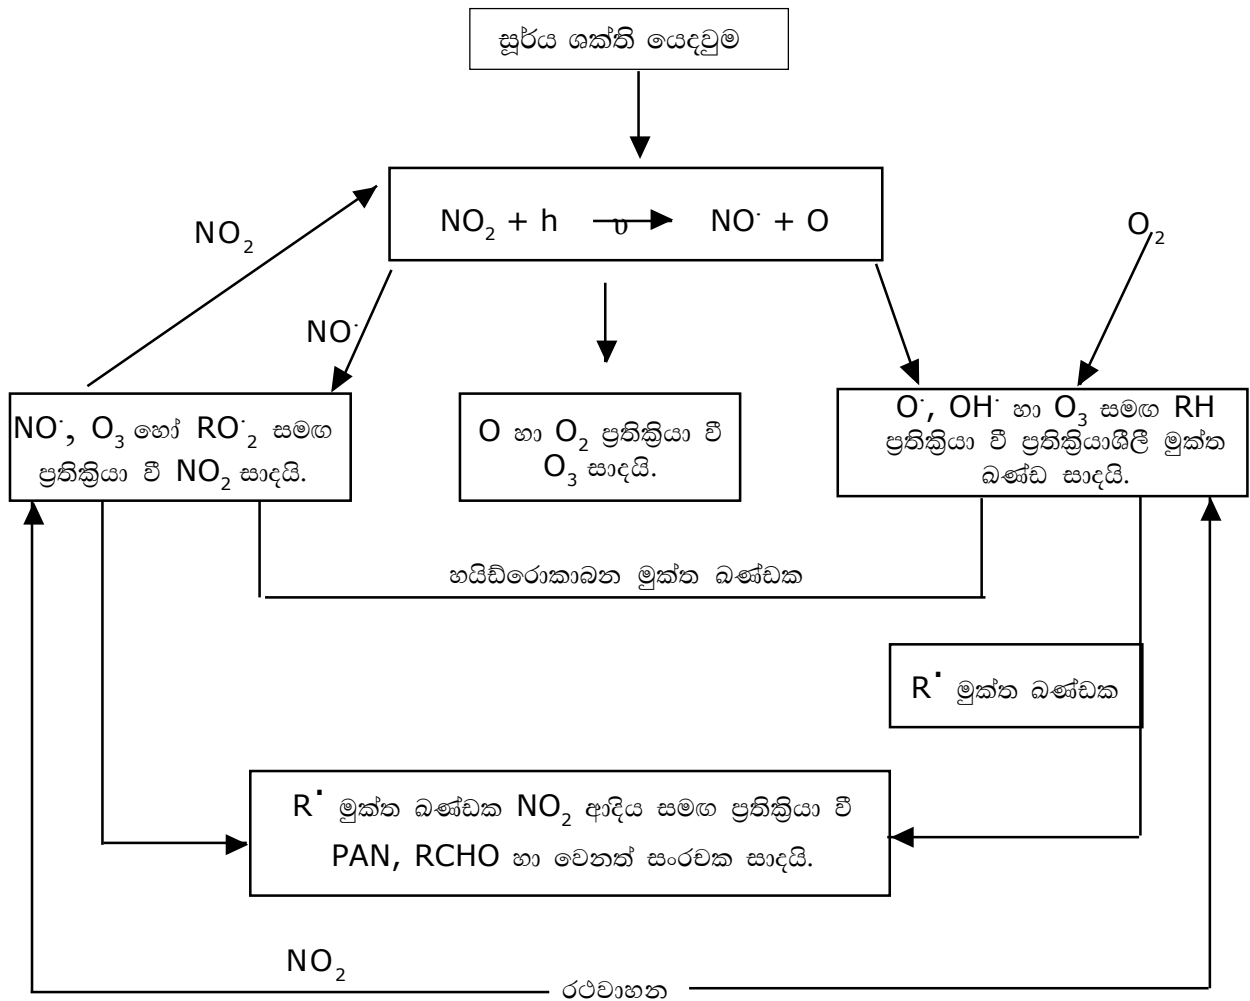 සූර්ය ශක්ති යෙදවුම
NO₂ + h υ → NO˙ + O
NO₂
O₂
NO˙
NO˙, O₃ හෝ RO˙₂ සමඟ
ප්‍රතික්‍රියා වී NO₂ සාදයි.
O හා O₂ ප්‍රතික්‍රියා වී
O₃ සාදයි.
O˙, OH˙ හා O₃ සමඟ RH
ප්‍රතික්‍රියා වී ප්‍රතික්‍රියාශීලී මුක්ත
ඛණ්ඩ සාදයි.
හයිඩ්රොකාබන මුක්ත ඛණ්ඩක
R˙ මුක්ත ඛණ්ඩක
R˙ මුක්ත ඛණ්ඩක NO₂ ආදිය සමඟ ප්‍රතික්‍රියා වී
PAN, RCHO හා වෙනත් සංරචක සාදයි.
NO₂
රථවාහන